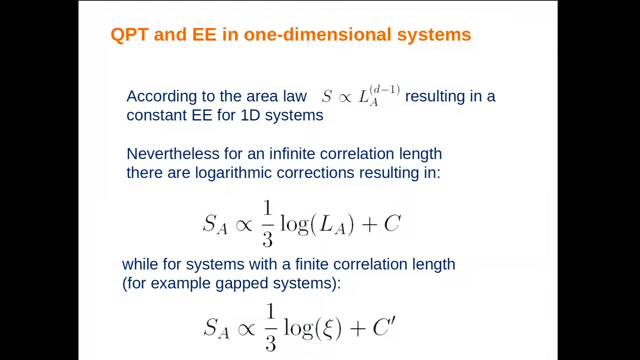 QPT and EE in one-dimensional systems
According to the area law S ∝ L_A^{(d−1)} resulting in a
constant EE for 1D systems
Nevertheless for an infinite correlation length
there are logarithmic corrections resulting in:
S_A ∝ \frac{1}{3} log(L_A) + C
while for systems with a finite correlation length
(for example gapped systems):
S_A ∝ \frac{1}{3} log(ξ) + C′